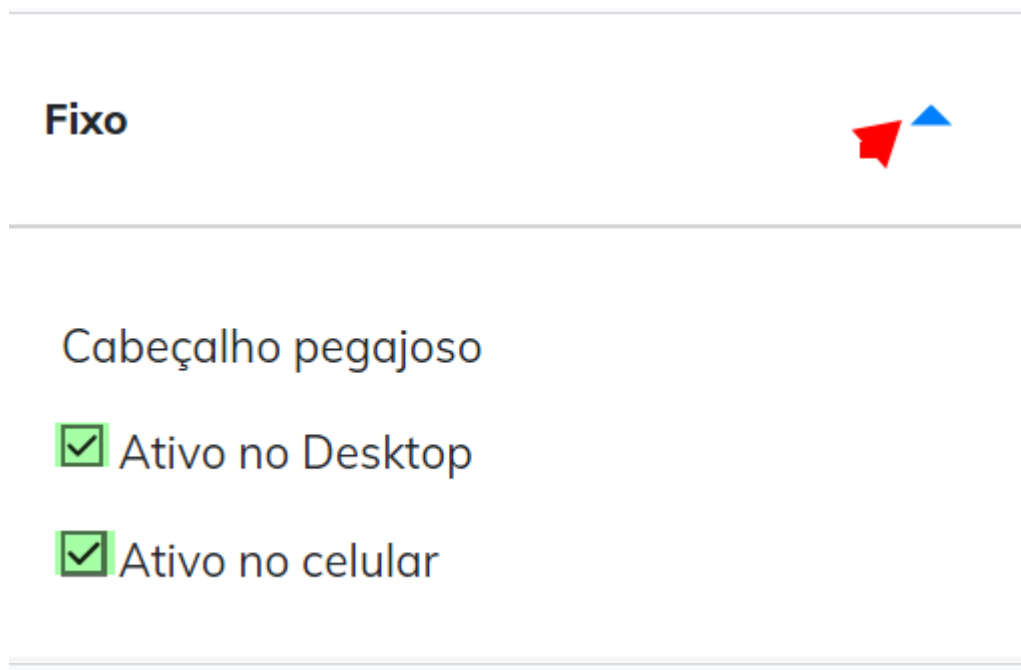 Fixo
Cabeçalho pegajoso
Ativo no Desktop
Ativo no celular